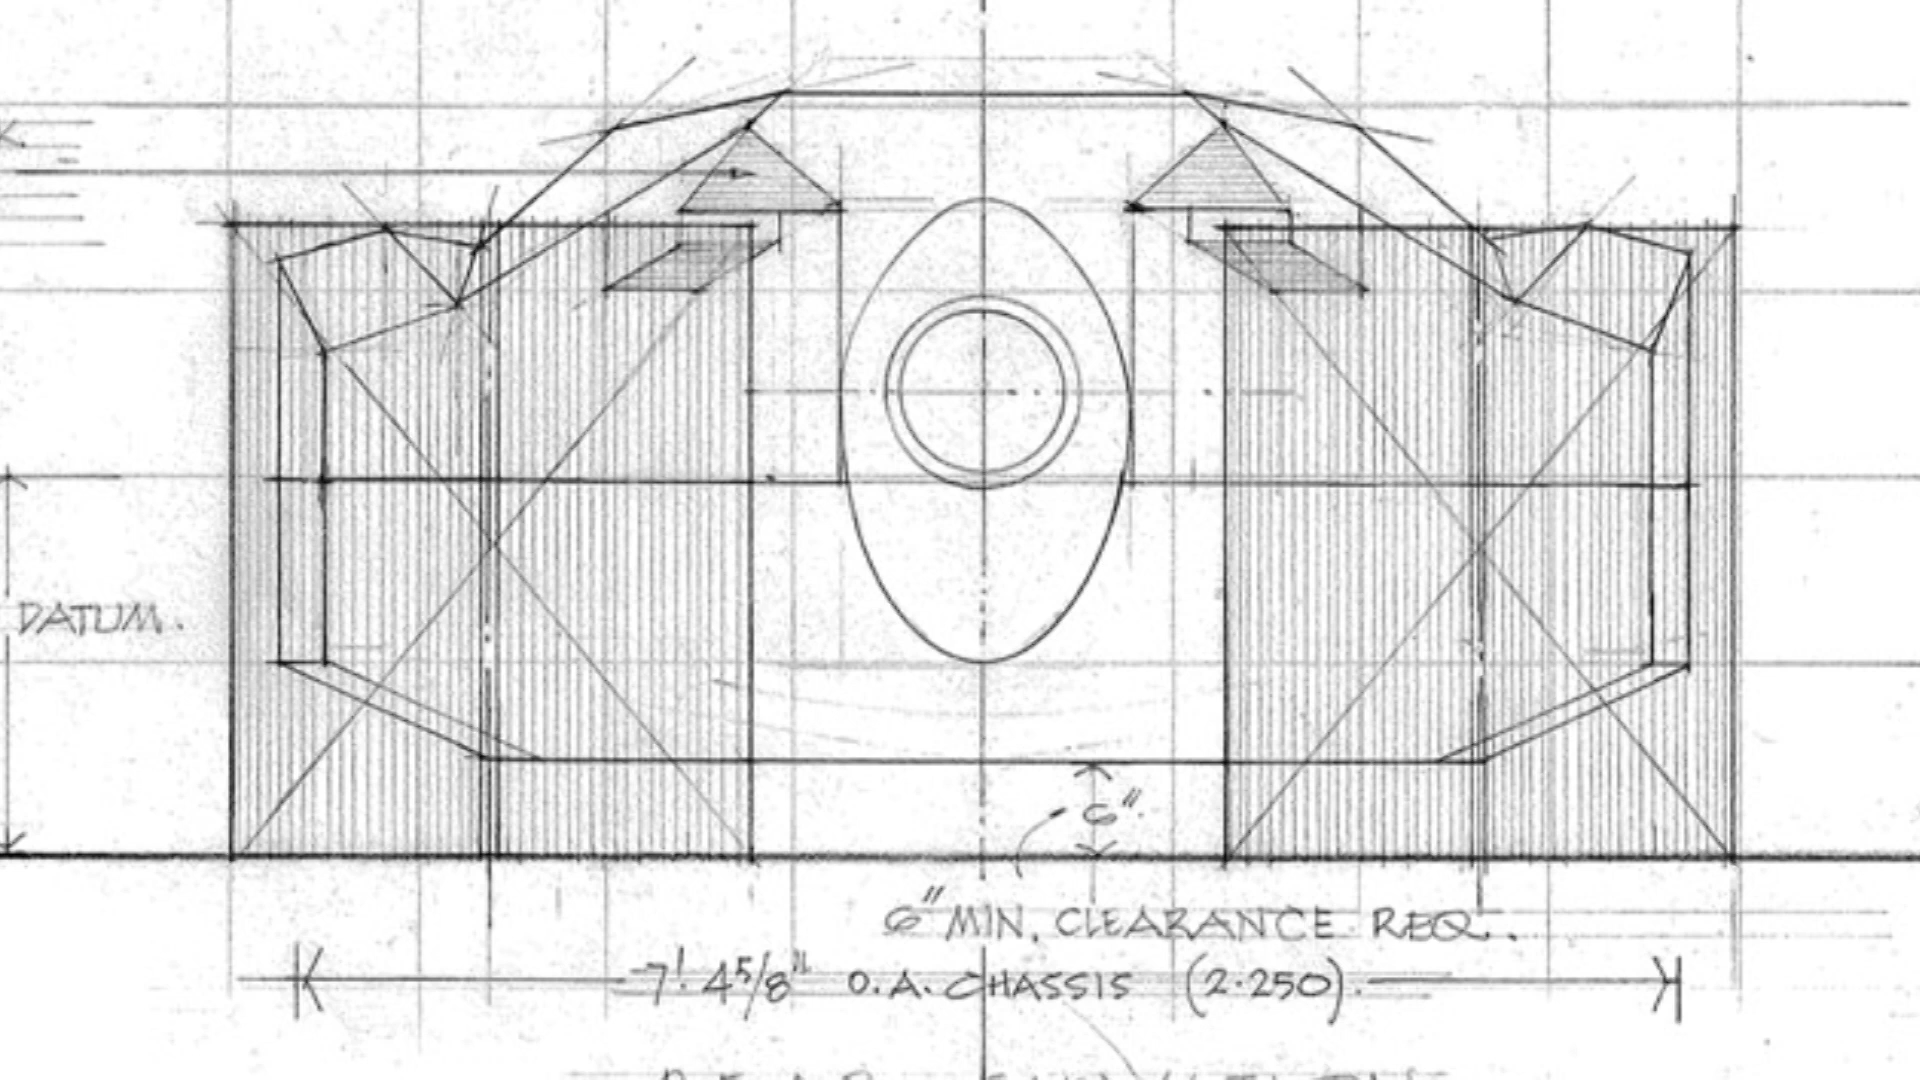 DATUM.
6".
6" MIN. CLEARANCE REQ.
7' 4 5/8" O.A. CHASSIS (2·250).